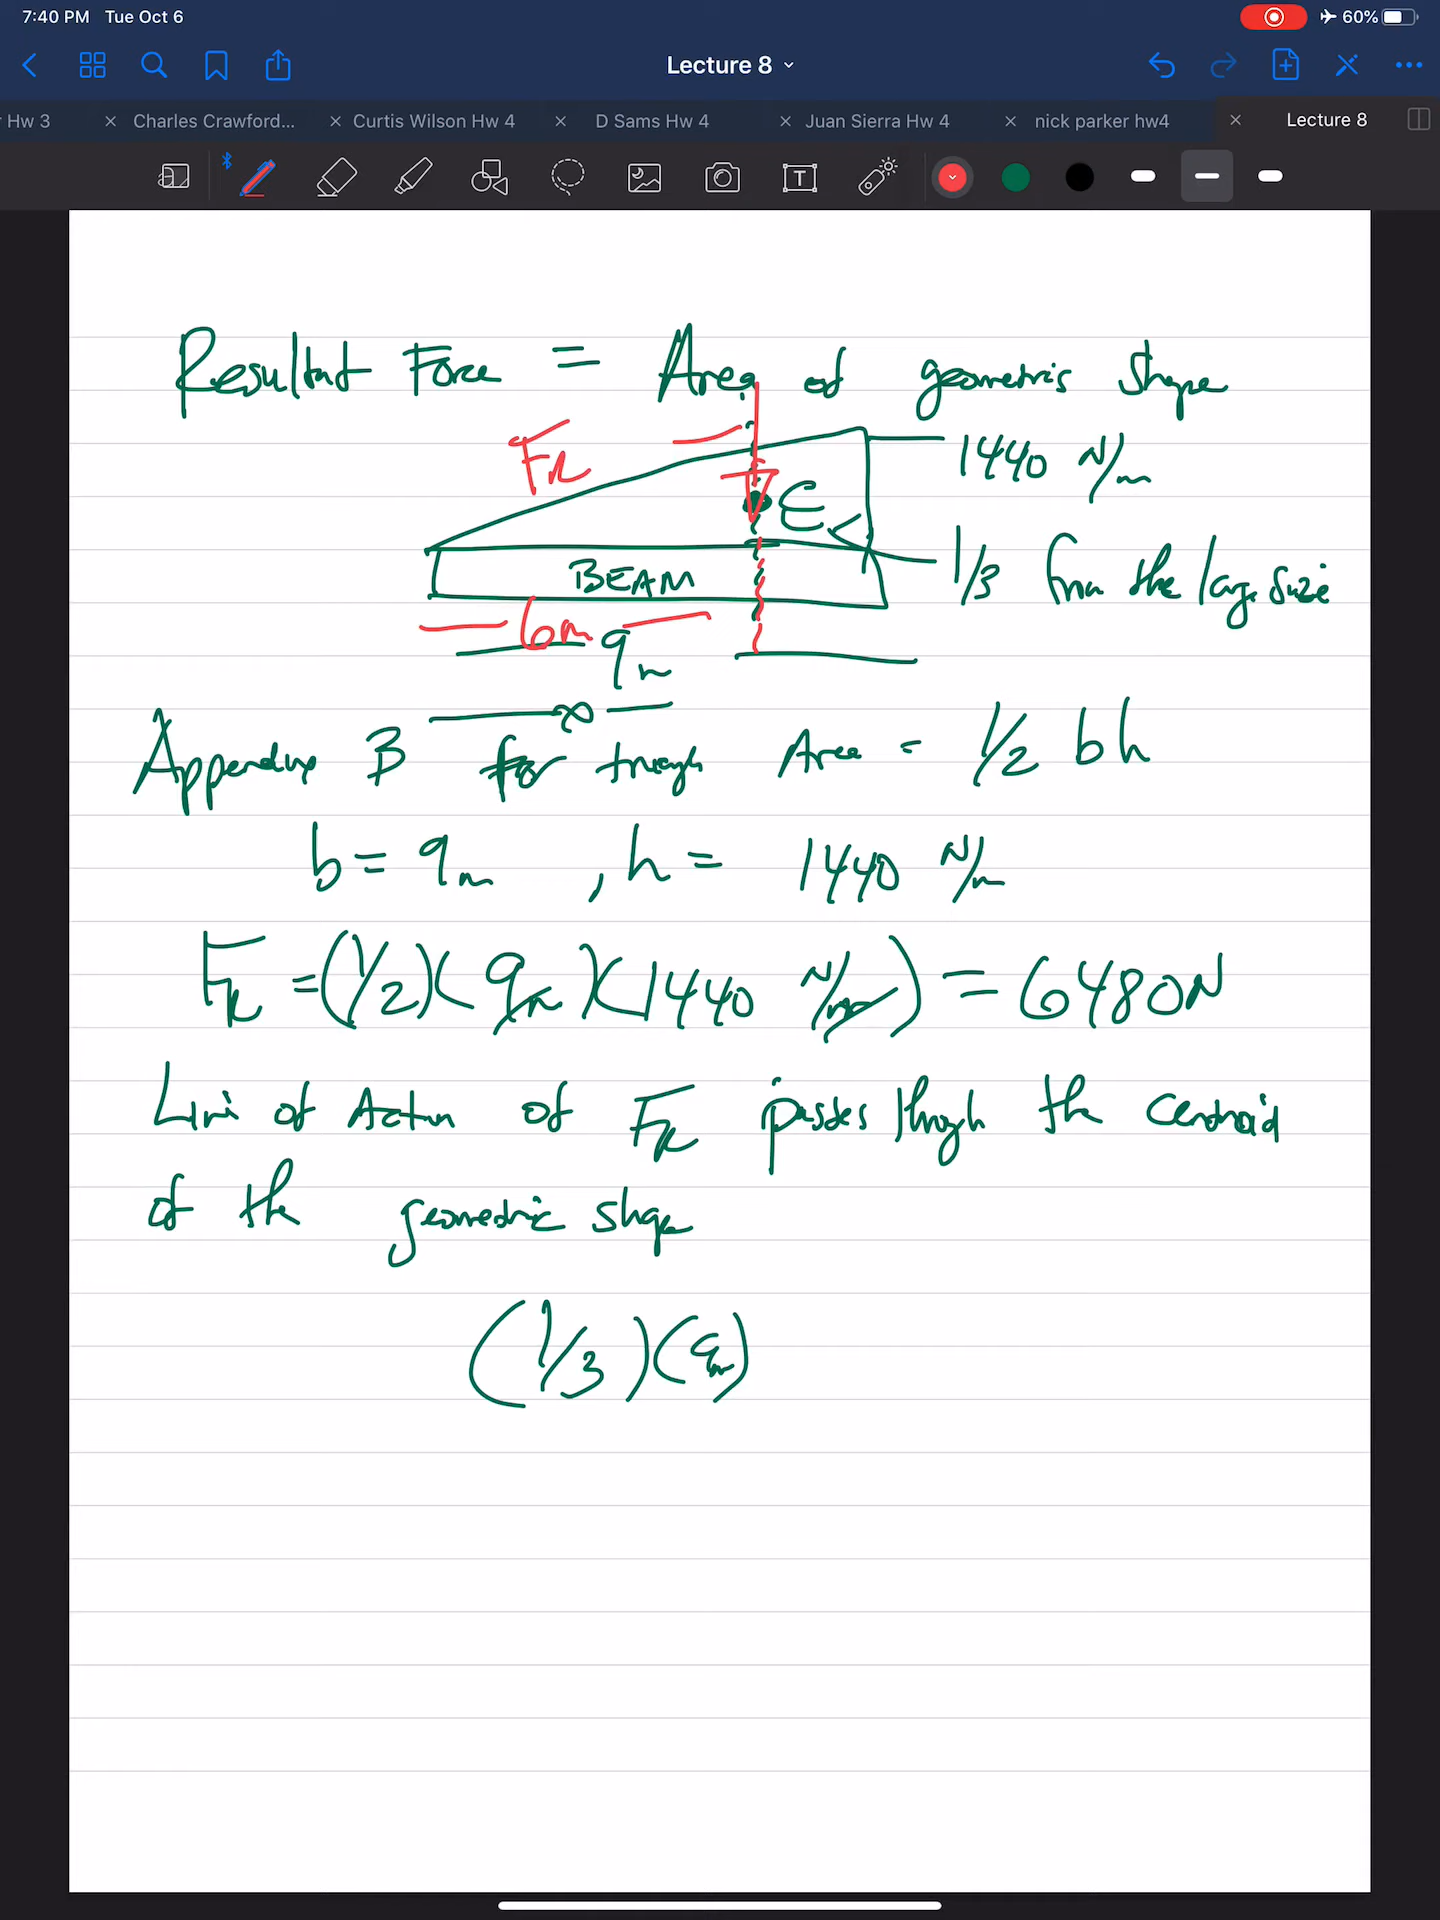 7:40 PM Tue Oct 6
60%
Lecture 8
Hw 3
Charles Crawford...
Curtis Wilson Hw 4
D Sams Hw 4
Juan Sierra Hw 4
nick parker hw4
Lecture 8
T
Resultant Force = Area of geometric Shape
FR
1440 N/m
BEAM
1/3 from the large size
6m
9m
Appendix B for triangle Area = 1/2 bh
b = 9m , h = 1440 N/m
FR = (1/2)(9m)(1440 N/m) = 6480N
Line of Action of FR passes through the centroid
of the geometric shape
(1/3)(9m)